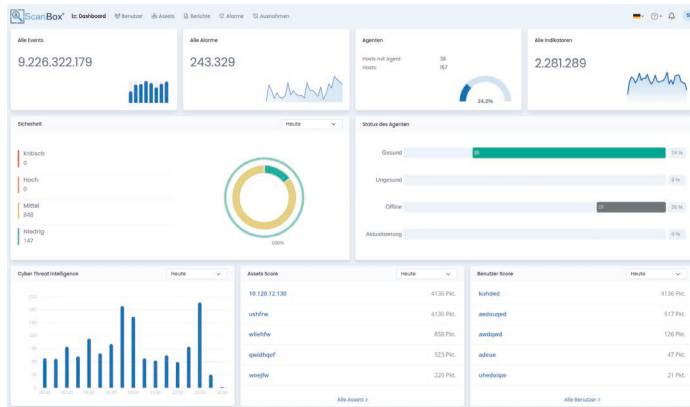 ScanBox®
Dashboard
Benutzer
Assets
Berichte
Alarme
Ausnahmen
Alle Events
9.226.322.179
Alle Alarme
243.329
Agenten
Hosts mit Agent: 38
Hosts: 157
24.2%
Alle Indikatoren
2.281.289
Sicherheit
Heute
Kritisch
0
Hoch
0
Mittel
848
Niedrig
147
100%
Status des Agenten
Gesund
74 %
Ungesund
0 %
Offline
26 %
Aktualisierung
0 %
Cyber Threat Intelligence
Heute
Assets Score
Heute
10.120.12.130 4136 Pkt.
ushfrw 4136 Pkt.
wliehfw 858 Pkt.
qwidhqof 523 Pkt.
woejfw 220 Pkt.
Alle Assets >
Benutzer Score
Heute
kuhded 4136 Pkt.
aedouqed 517 Pkt.
awdqwd 126 Pkt.
adeue 47 Pkt.
uhedoiqe 21 Pkt.
Alle Benutzer >